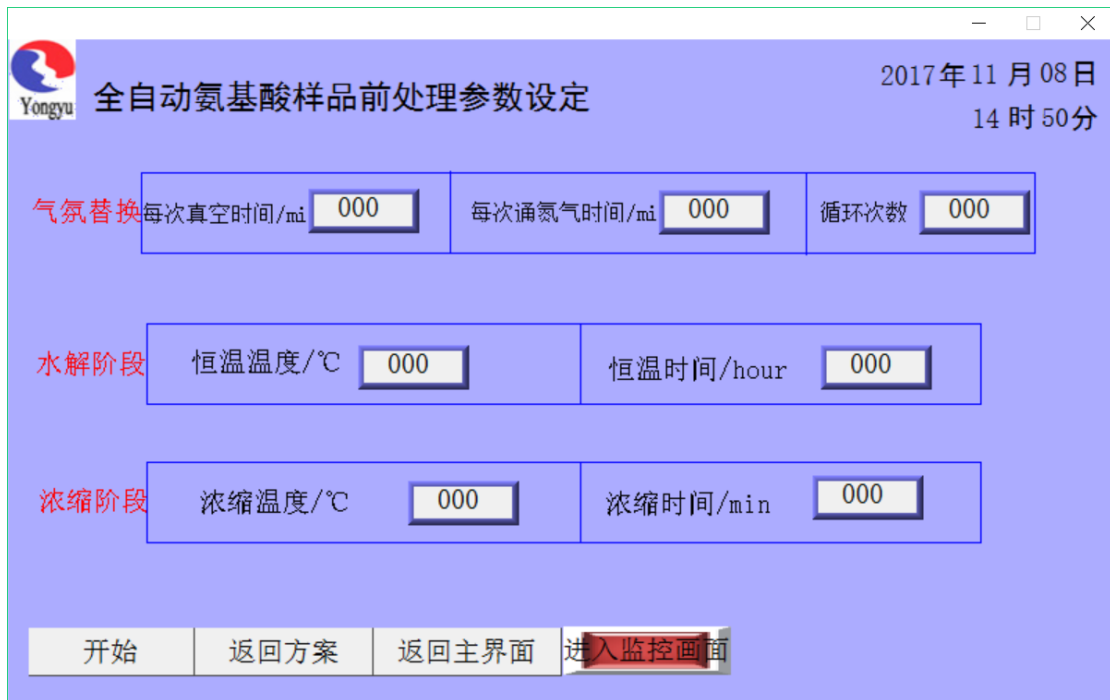 Yongyu
全自动氨基酸样品前处理参数设定
2017年11月08日
14时50分
气氛替换 每次真空时间/mi 000 每次通氮气时间/mi 000 循环次数 000
水解阶段 恒温温度/℃ 000 恒温时间/hour 000
浓缩阶段 浓缩温度/℃ 000 浓缩时间/min 000
开始 返回方案 返回主界面 进入监控画面